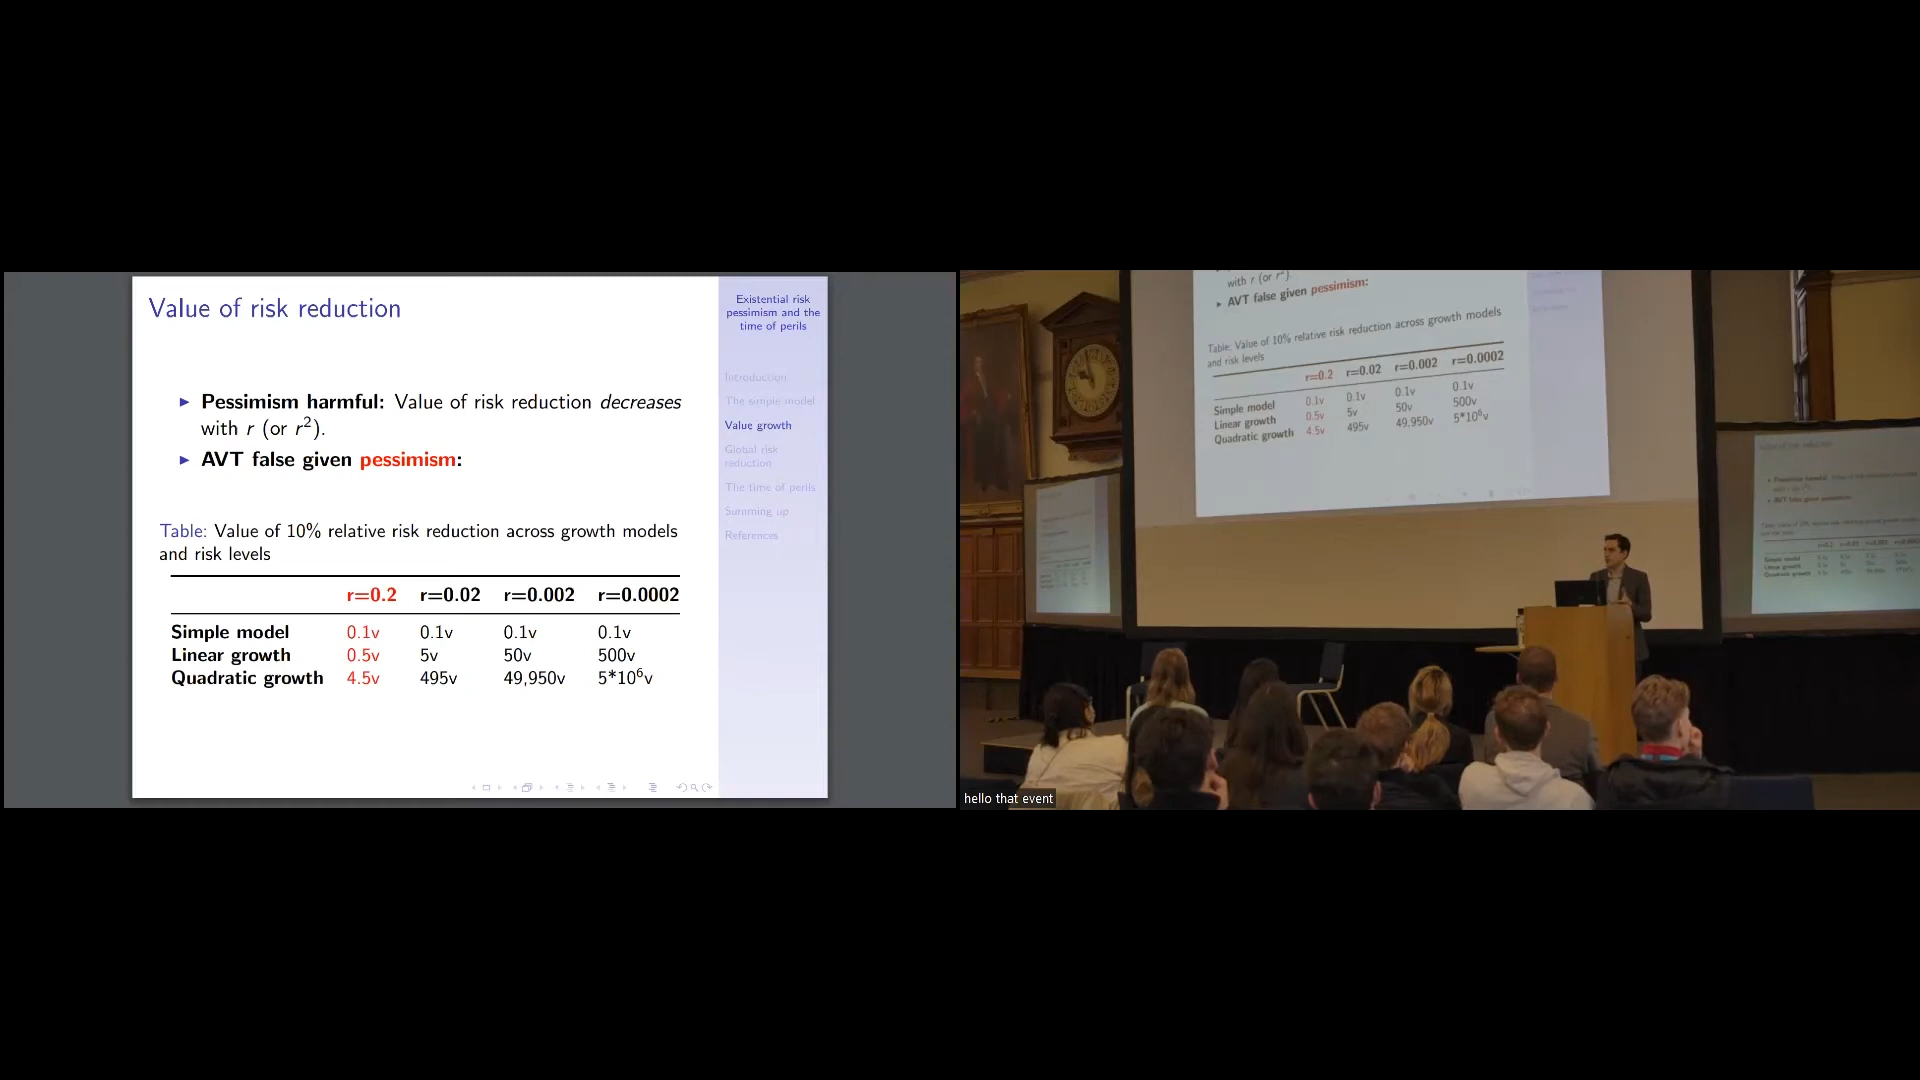 Value of risk reduction
▶ Pessimism harmful: Value of risk reduction decreases
with r (or r²).
▶ AVT false given pessimism:
Table: Value of 10% relative risk reduction across growth models
and risk levels
r=0.2 r=0.02 r=0.002 r=0.0002
Simple model 0.1v 0.1v 0.1v 0.1v
Linear growth 0.5v 5v 50v 500v
Quadratic growth 4.5v 495v 49,950v 5*10⁶v
Existential risk
pessimism and the
time of perils
Introduction
The simple model
Value growth
Global risk
reduction
The time of perils
Summing up
References
with r (or r²).
▶ AVT false given pessimism:
Table: Value of 10% relative risk reduction across growth models
and risk levels
r=0.2 r=0.02 r=0.002 r=0.0002
Simple model 0.1v 0.1v 0.1v 0.1v
Linear growth 0.5v 5v 50v 500v
Quadratic growth 4.5v 495v 49,950v 5*10⁶v
hello that event